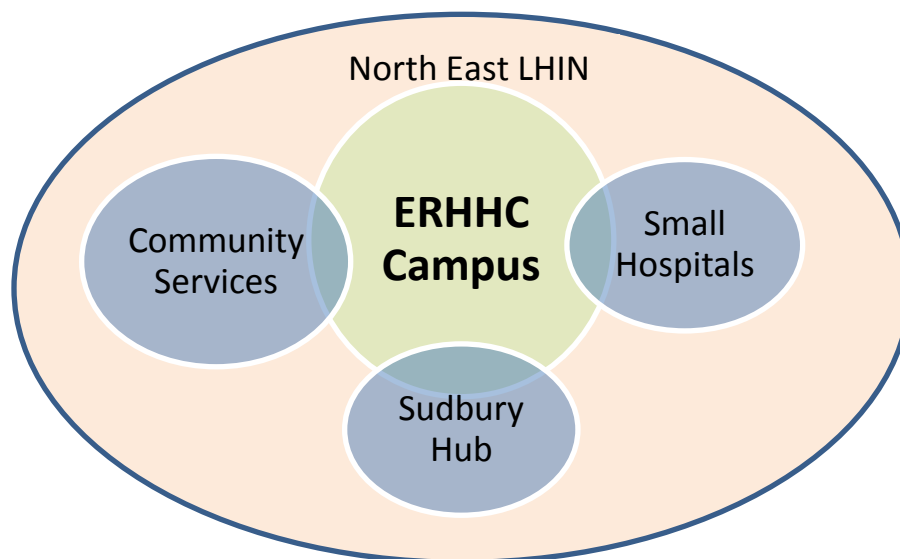 North East LHIN
ERHHC
Campus
Community
Services
Small
Hospitals
Sudbury
Hub